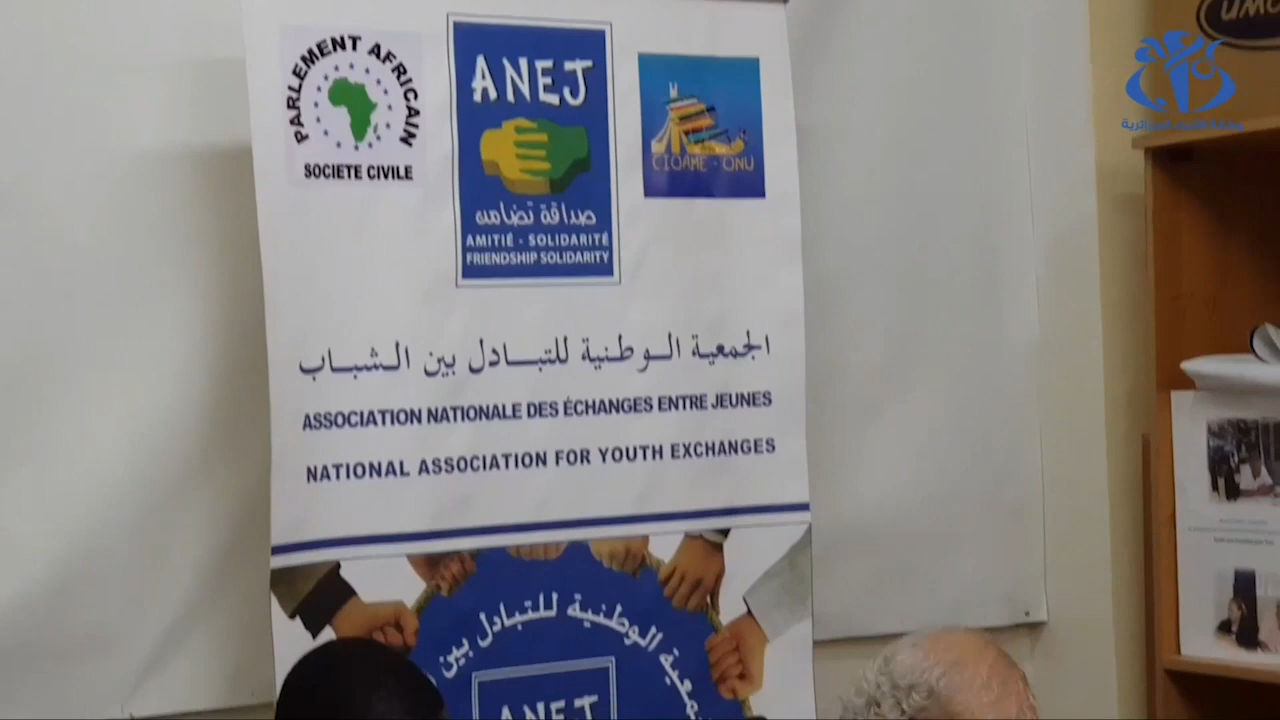 PARLEMENT AFRICAIN
SOCIETE CIVILE
ANEJ
صداقة تضامن
AMITIÉ - SOLIDARITÉ
FRIENDSHIP SOLIDARITY
CIOAME - ONU
الجمعية الوطنية للتبادل بين الشباب
ASSOCIATION NATIONALE DES ÉCHANGES ENTRE JEUNES
NATIONAL ASSOCIATION FOR YOUTH EXCHANGES
الوطنية للتبادل بين
ANEJ